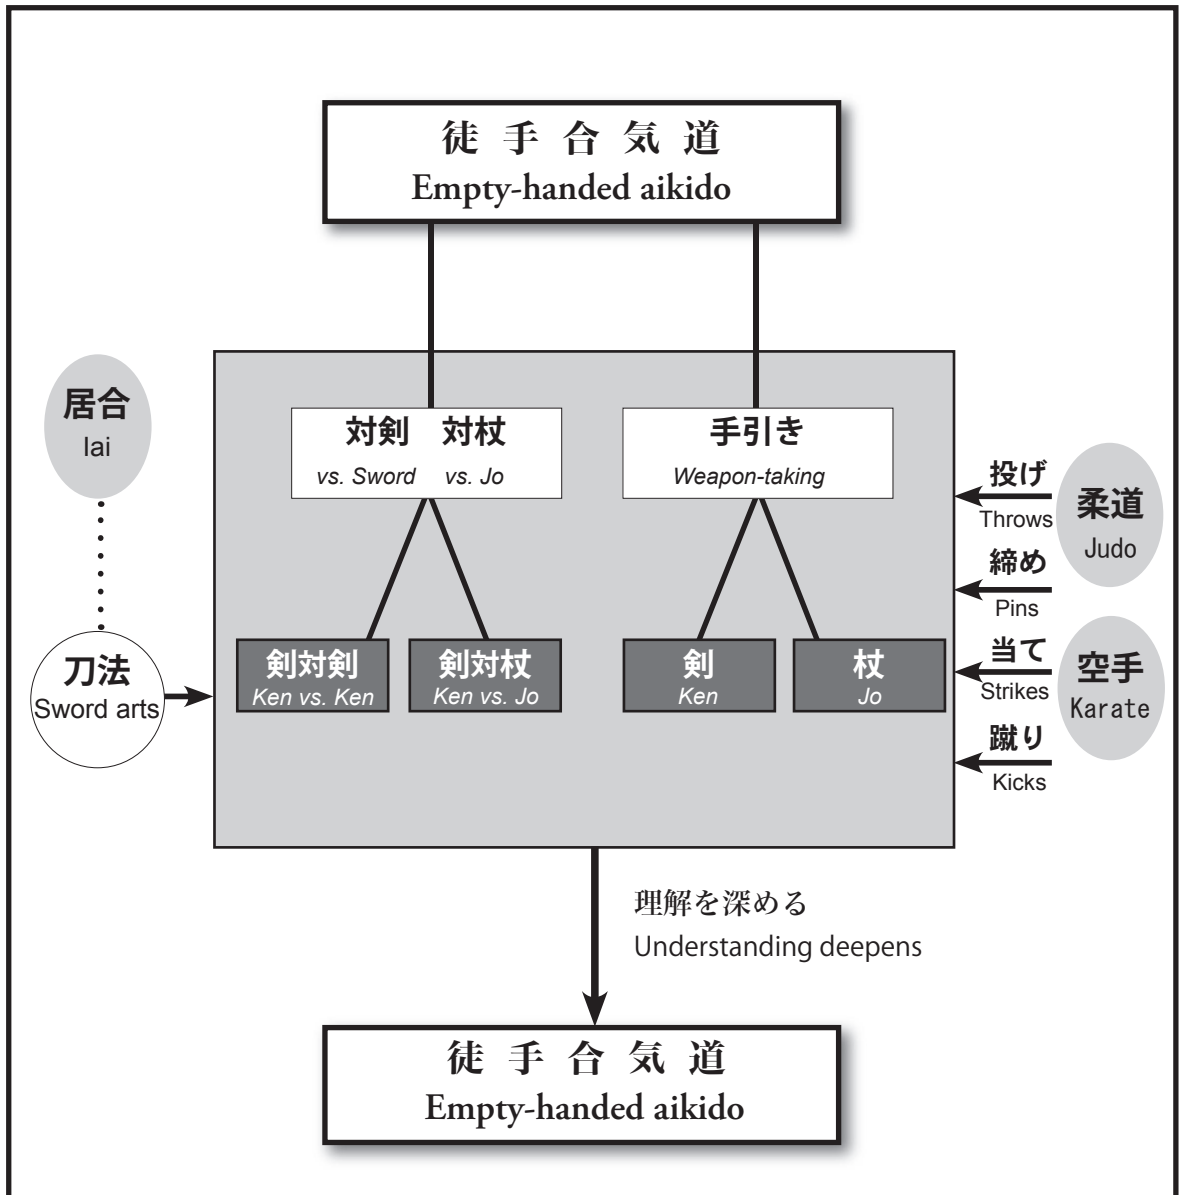 徒手合気道
Empty-handed aikido
居合
Iai
対剣 対杖
vs. Sword vs. Jo
手引き
Weapon-taking
投げ
Throws
柔道
Judo
締め
Pins
刀法
Sword arts
剣対剣
Ken vs. Ken
剣対杖
Ken vs. Jo
剣
Ken
杖
Jo
当て
Strikes
空手
Karate
蹴り
Kicks
理解を深める
Understanding deepens
徒手合気道
Empty-handed aikido